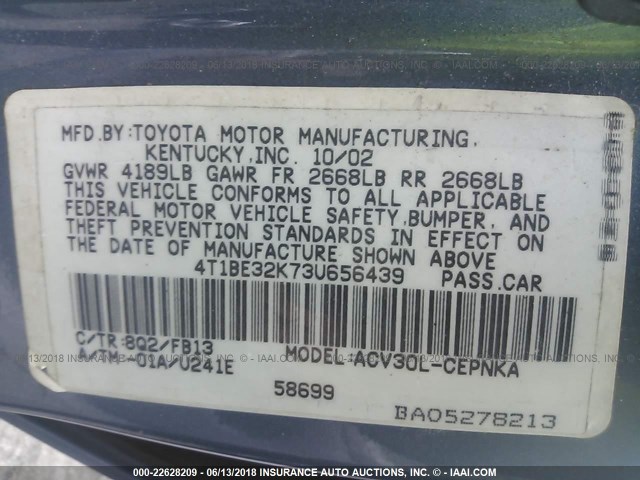 MFD.BY:TOYOTA MOTOR MANUFACTURING,
KENTUCKY,INC. 10/02
GVWR 4189LB GAWR FR 2668LB RR 2668LB
THIS VEHICLE CONFORMS TO ALL APPLICABLE
FEDERAL MOTOR VEHICLE SAFETY,BUMPER, AND
THEFT PREVENTION STANDARDS IN EFFECT ON
THE DATE OF MANUFACTURE SHOWN ABOVE
4T1BE32K73U656439 PASS.CAR
C/TR:8Q2/FB13 MODEL:ACV30L-CEPNKA
-01A/U241E
58699
BA05278213
000-22628209 - 06/13/2018 - IAAI.COM - © INSURANCE AUTO AUCTIONS, INC.